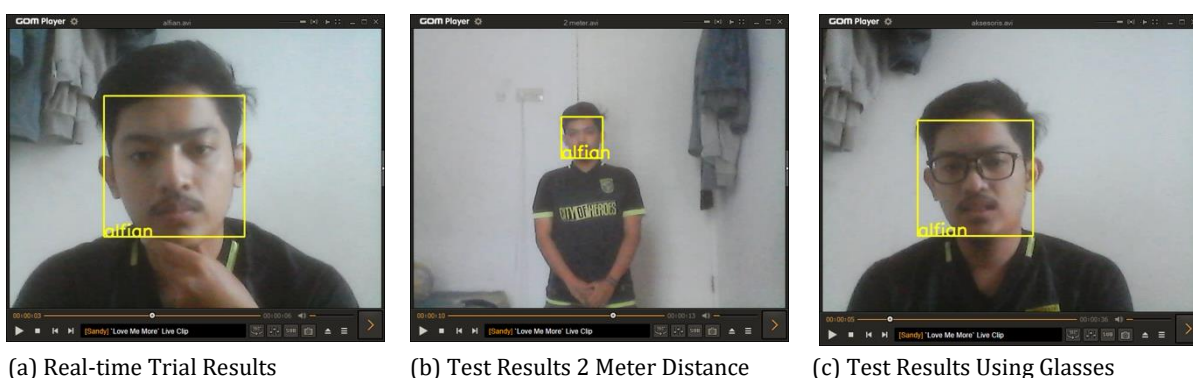 GOM Player alfian.avi
alfian
00:00:03 00:00:06
[Sandy] 'Love Me More' Live Clip
(a) Real-time Trial Results
GOM Player 2 meter.avi
alfian
CITY OF HEROES
00:00:10 00:00:13
[Sandy] 'Love Me More' Live Clip
(b) Test Results 2 Meter Distance
GOM Player aksesoris.avi
alfian
00:00:05 00:00:36
[Sandy] 'Love Me More' Live Clip
(c) Test Results Using Glasses